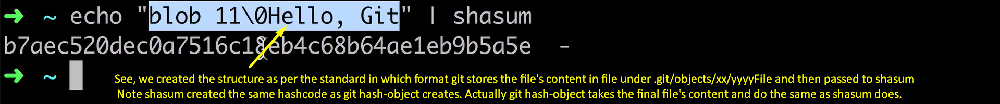 ➜ ~ echo "blob 11\0Hello, Git" | shasum
b7aec520dec0a7516c18eb4c68b64ae1eb9b5a5e -
➜ ~
See, we created the structure as per the standard in which format git stores the file's content in file under .git/objects/xx/yyyyFile and then passed to shasum
Note shasum created the same hashcode as git hash-object creates. Actually git hash-object takes the final file's content and do the same as shasum does.